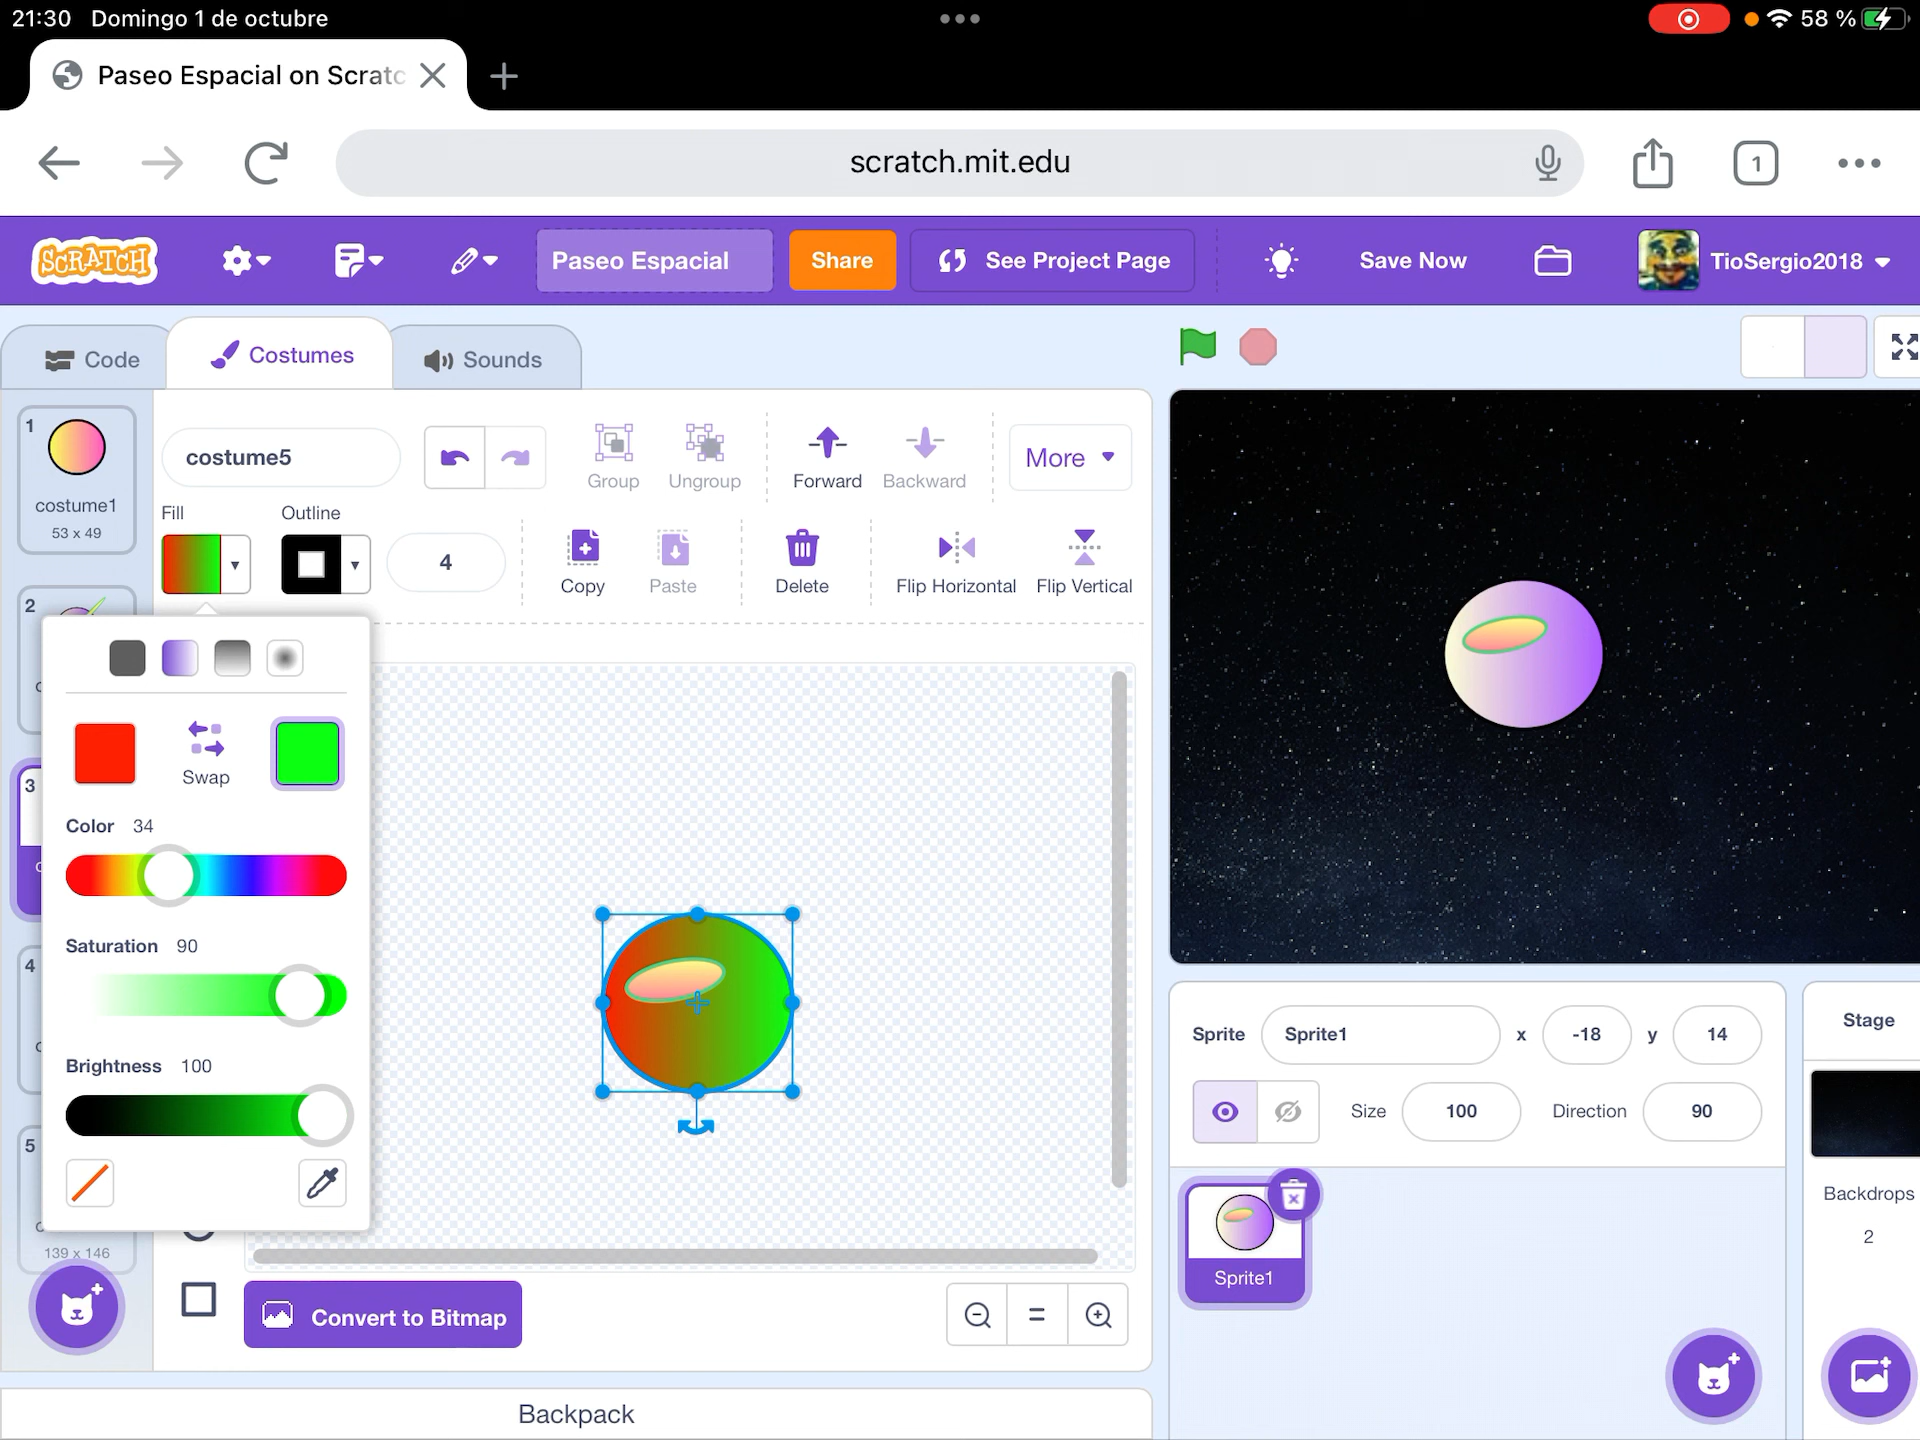 21:30 Domingo 1 de octubre
58 %
Paseo Espacial on Scratc
scratch.mit.edu
1
SCRATCH
Paseo Espacial
Share
See Project Page
Save Now
TioSergio2018
Code
Costumes
Sounds
1
costume1
53 x 49
costume5
Group
Ungroup
Forward
Backward
More
Fill
Outline
4
Copy
Paste
Delete
Flip Horizontal
Flip Vertical
2
3
4
5
139 x 146
Swap
Color 34
Saturation 90
Brightness 100
Convert to Bitmap
Backpack
Sprite
Sprite1
x
-18
y
14
Size
100
Direction
90
Sprite1
Stage
Backdrops
2